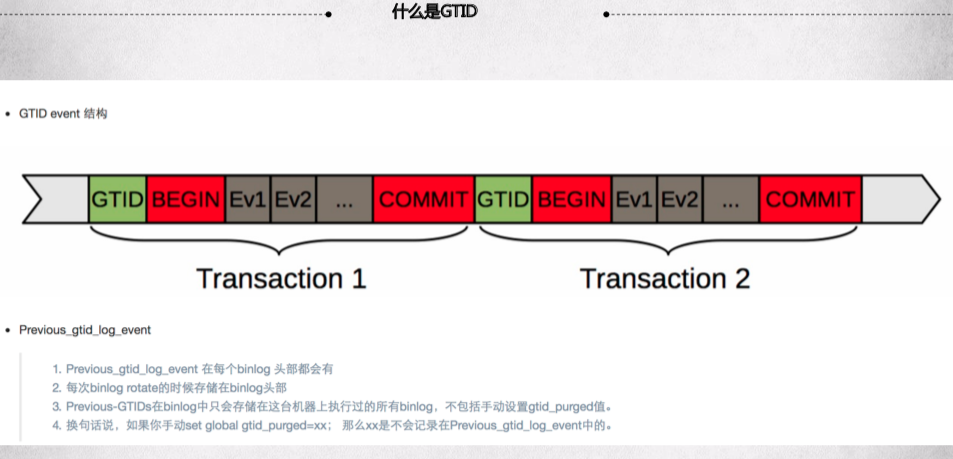 什么是GTID
• GTID event 结构
GTID BEGIN Ev1 Ev2 ... COMMIT GTID BEGIN Ev1 Ev2 ... COMMIT
Transaction 1 Transaction 2
• Previous_gtid_log_event
1. Previous_gtid_log_event 在每个binlog 头部都会有
2. 每次binlog rotate的时候存储在binlog头部
3. Previous-GTIDs在binlog中只会存储在这台机器上执行过的所有binlog，不包括手动设置gtid_purged值。
4. 换句话说，如果你手动set global gtid_purged=xx； 那么xx是不会记录在Previous_gtid_log_event中的。